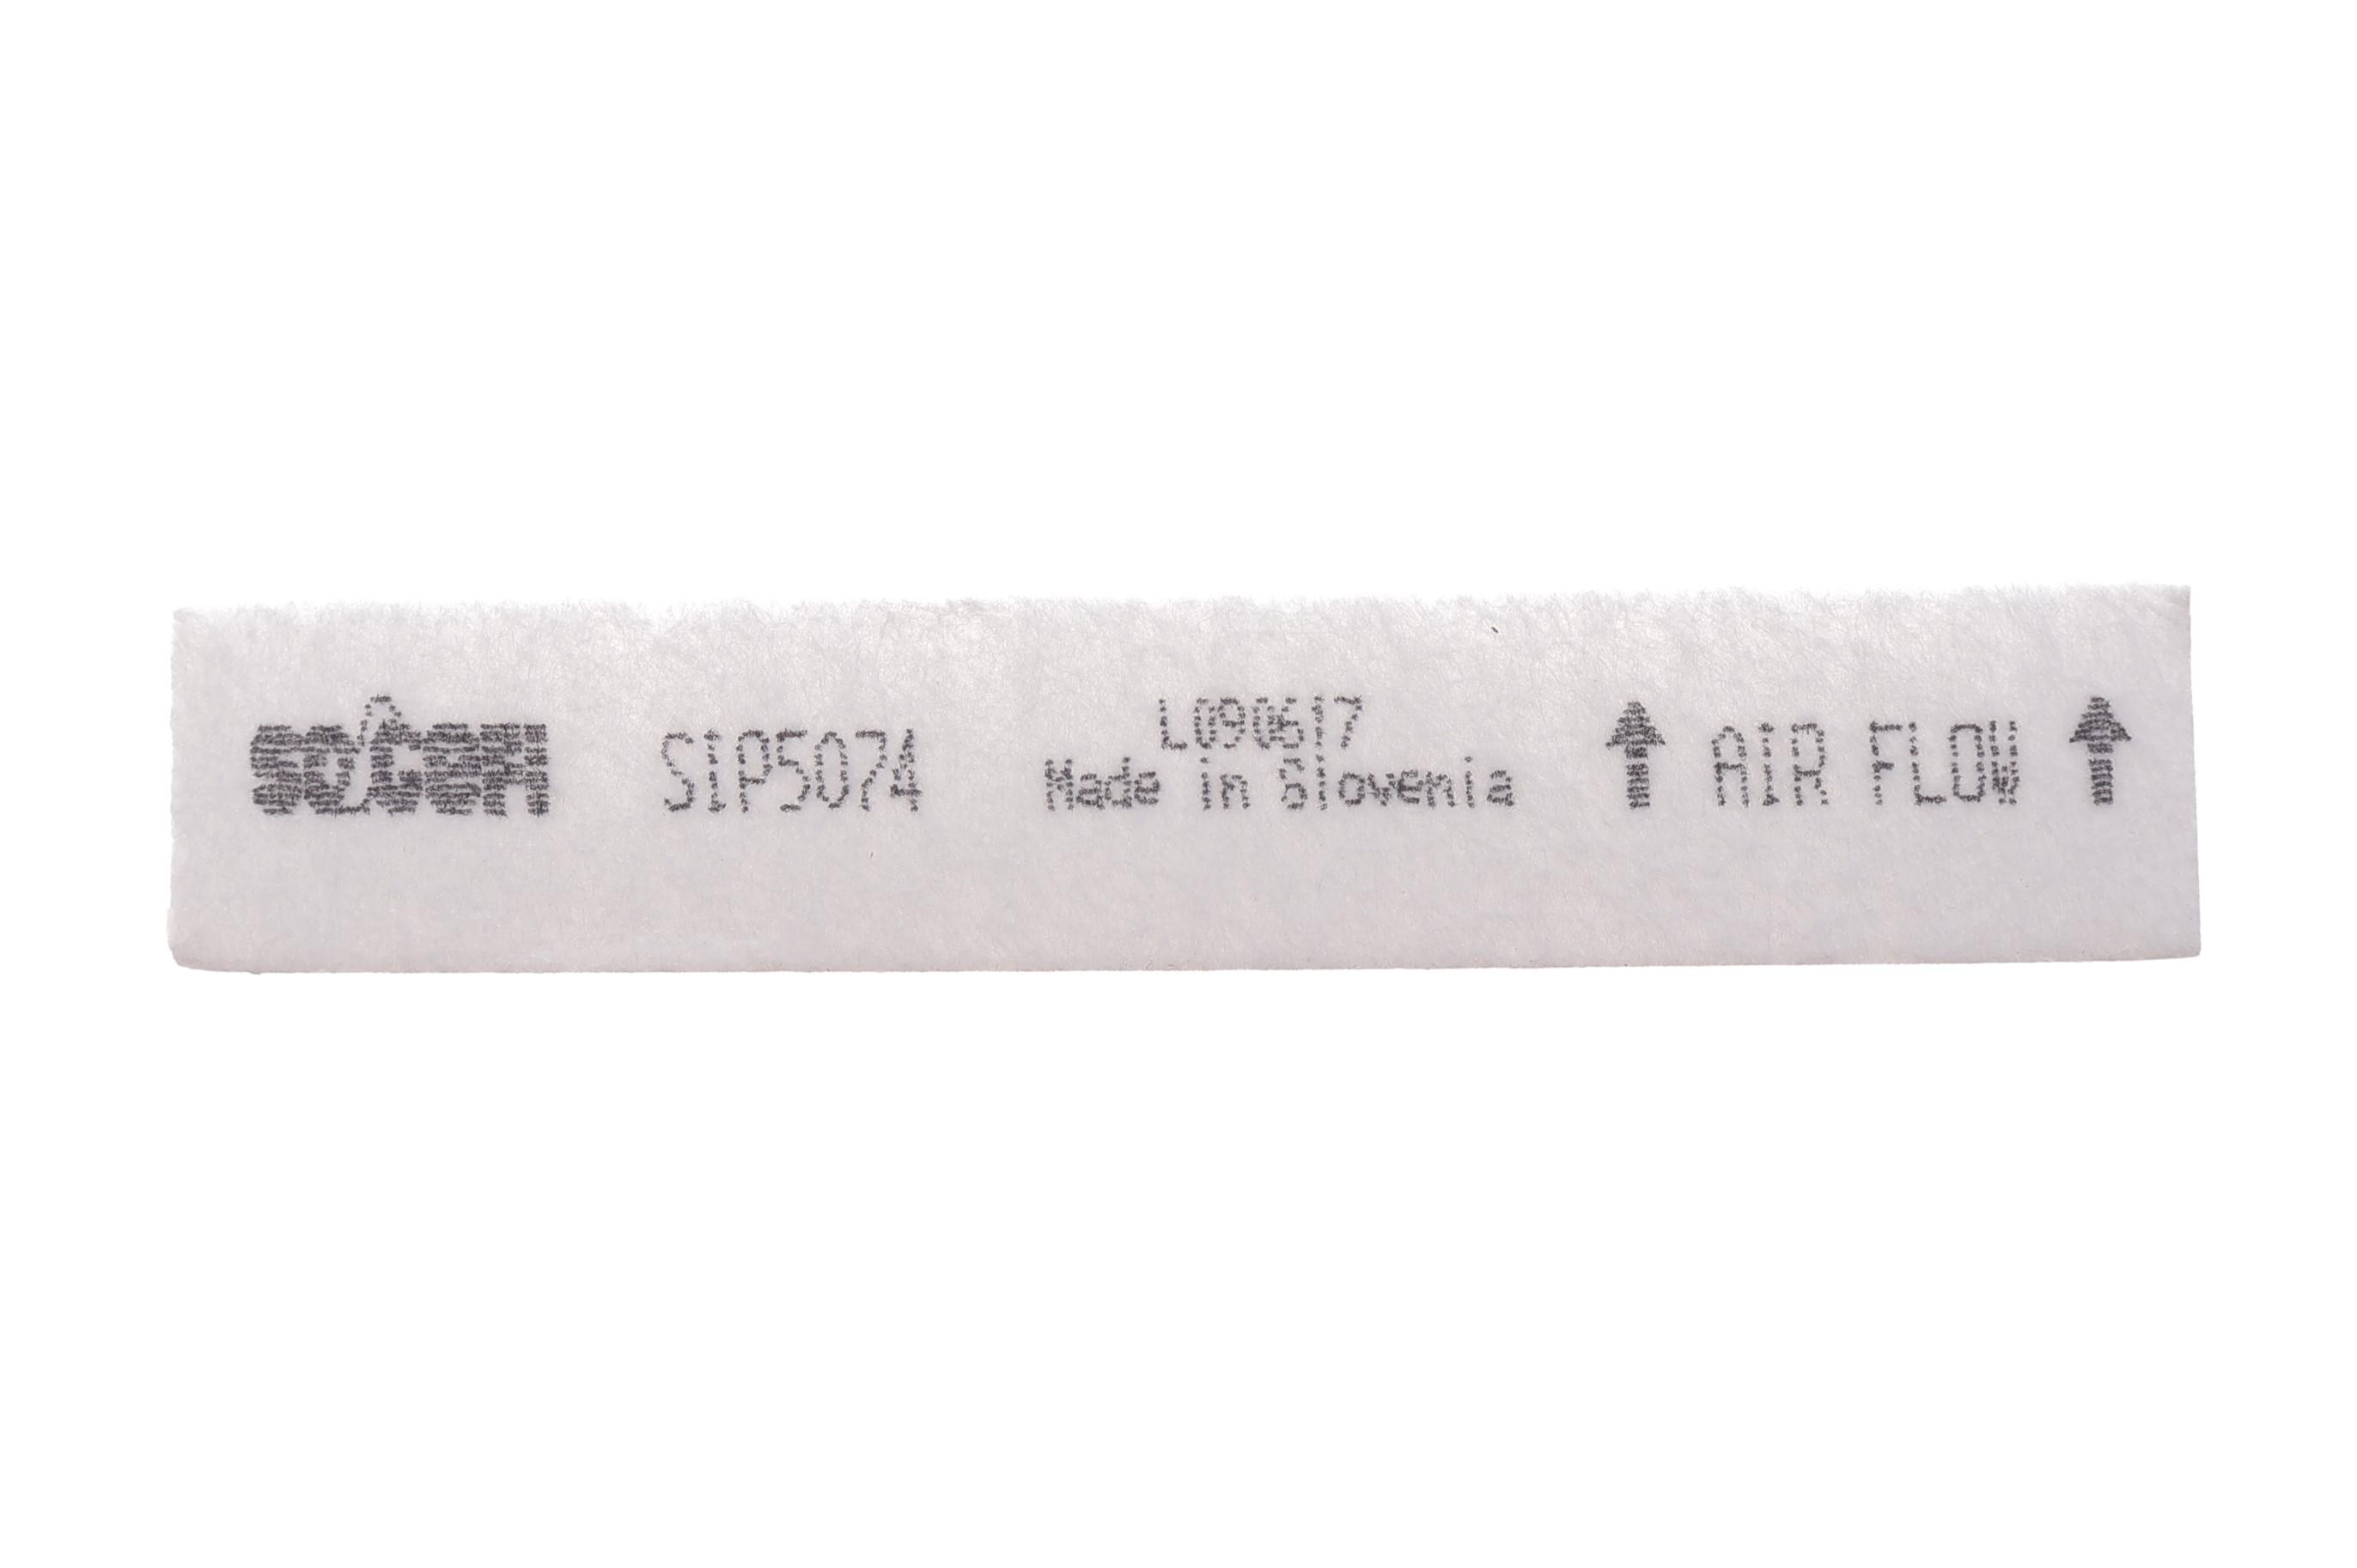 SOGEFI
SIP5074
L090617
Made in Slovenia
↑ AIR FLOW ↑